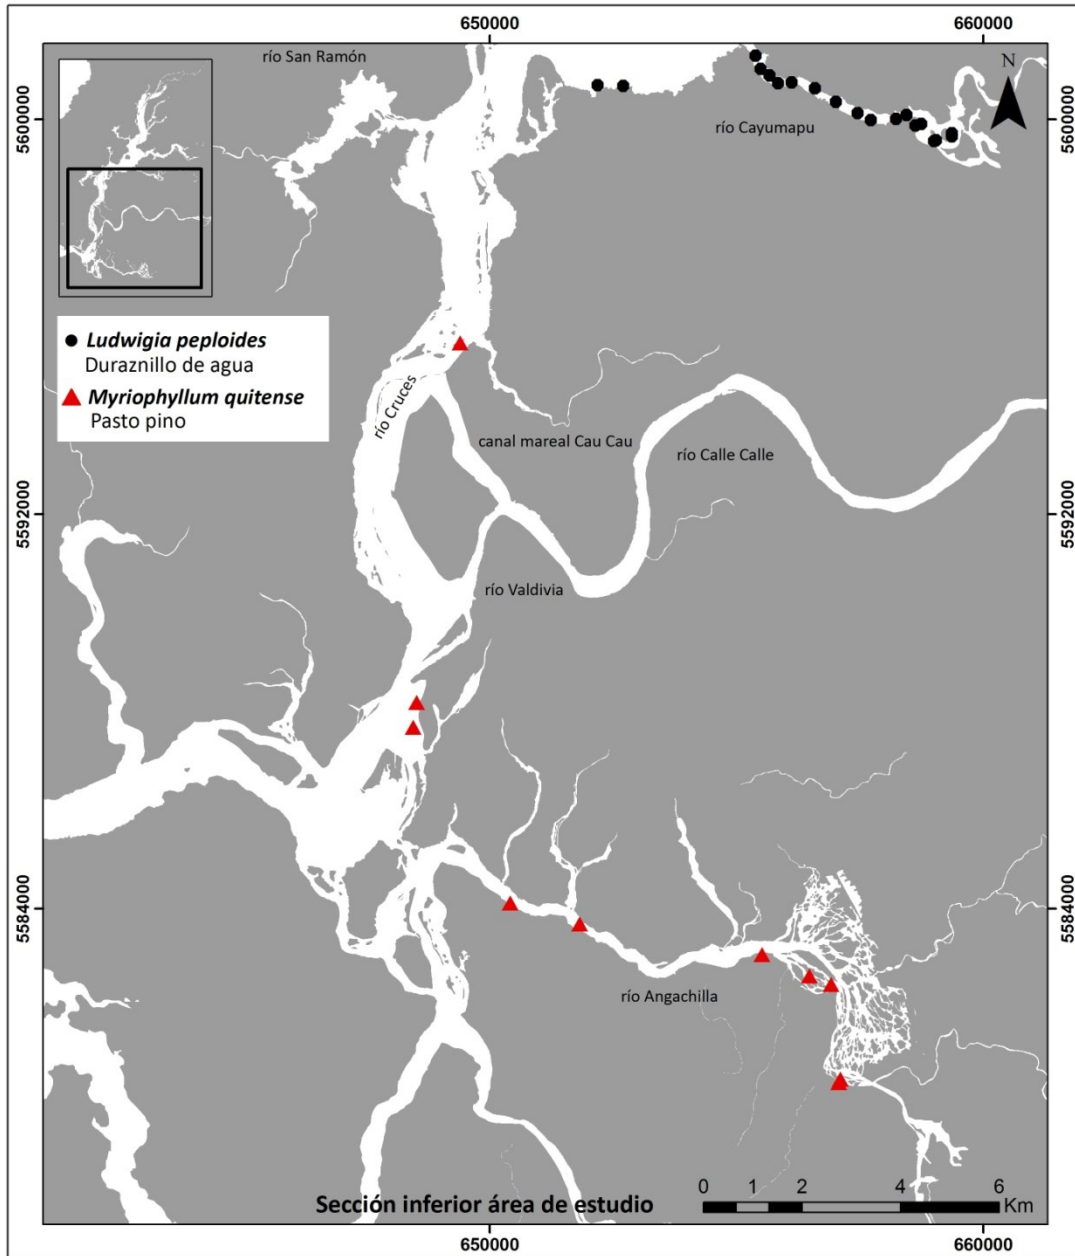 650000
660000
río San Ramón
N
5600000
5600000
río Cayumapu
Ludwigia peploides
Duraznillo de agua
Myriophyllum quitense
Pasto pino
río Cruces
canal mareal Cau Cau
río Calle Calle
5592000
5592000
río Valdivia
5584000
5584000
río Angachilla
Sección inferior área de estudio
0 1 2 4 6
Km
650000
660000